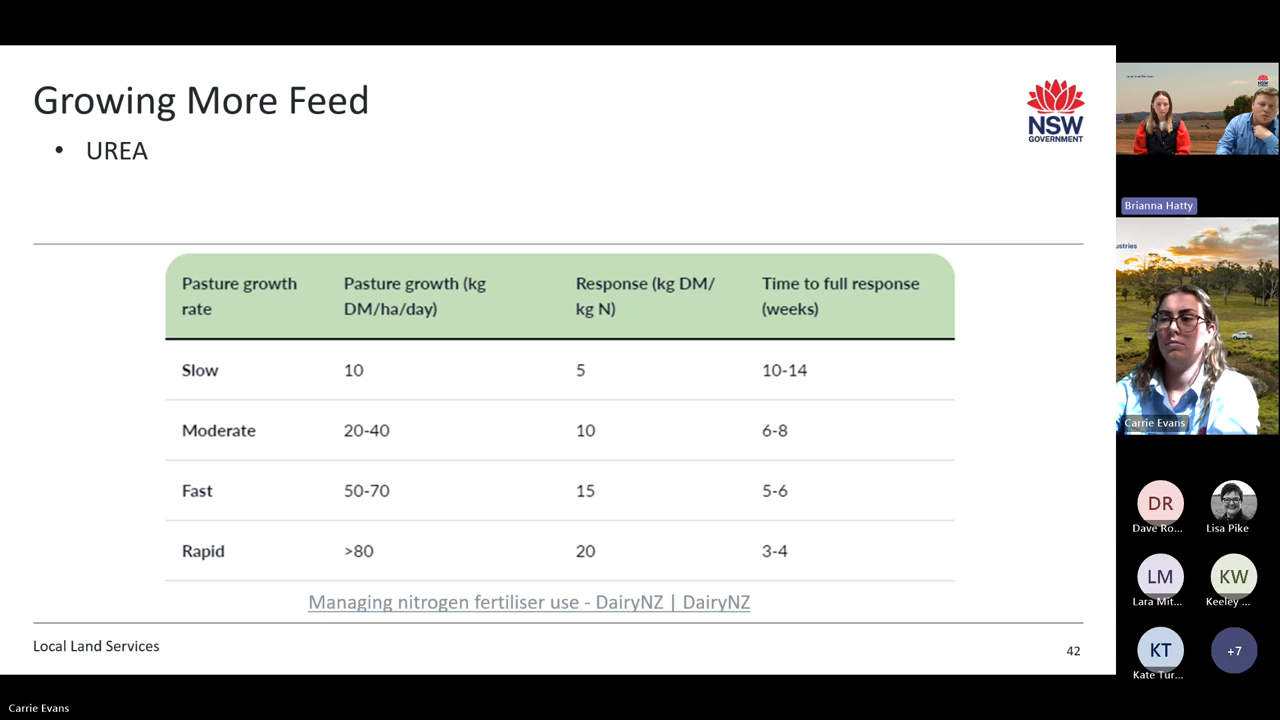 Growing More Feed
• UREA
NSW
GOVERNMENT
Pasture growth rate
Pasture growth (kg DM/ha/day)
Response (kg DM/ kg N)
Time to full response (weeks)
Slow 10 5 10-14
Moderate 20-40 10 6-8
Fast 50-70 15 5-6
Rapid >80 20 3-4
Managing nitrogen fertiliser use - DairyNZ | DairyNZ
Local Land Services
42
Brianna Hatty
ustries
Carrie Evans
DR
Dave Ro...
Lisa Pike
LM
Lara Mit...
KW
Keeley ...
KT
Kate Tur...
+7
Carrie Evans